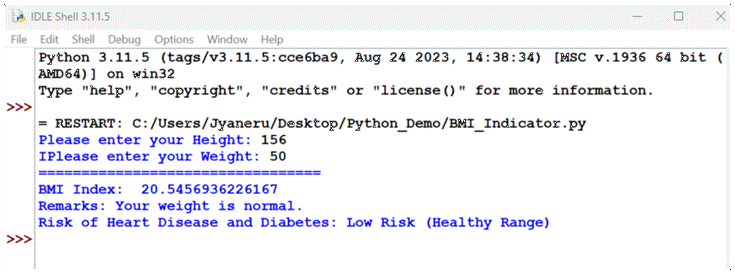 IDLE Shell 3.11.5
File Edit Shell Debug Options Window Help
Python 3.11.5 (tags/v3.11.5:cce6ba9, Aug 24 2023, 14:38:34) [MSC v.1936 64 bit (
AMD64)] on win32
Type "help", "copyright", "credits" or "license()" for more information.
>>>
= RESTART: C:/Users/Jyaneru/Desktop/Python_Demo/BMI_Indicator.py
Please enter your Height: 156
IPlease enter your Weight: 50
=================================
BMI Index:  20.5456936226167
Remarks: Your weight is normal.
Risk of Heart Disease and Diabetes: Low Risk (Healthy Range)
>>>